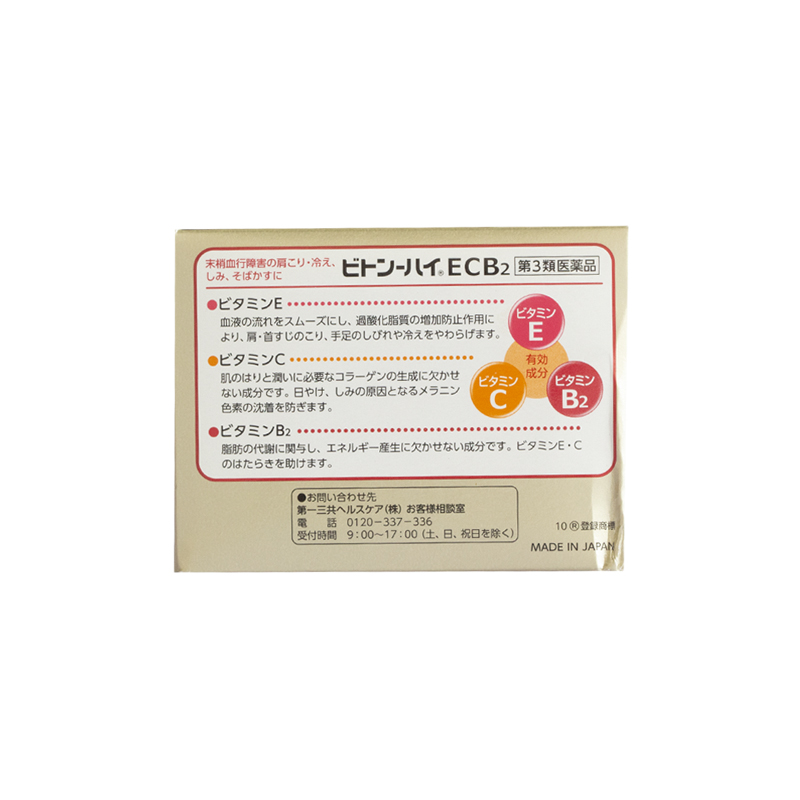 末梢血行障害の肩こり・冷え、
しみ、そばかすに
ビトン-ハイ® ECB2 第3類医薬品
●ビタミンE
血液の流れをスムーズにし、過酸化脂質の増加防止作用に
より、肩・首すじのこり、手足のしびれや冷えをやわらげます。
●ビタミンC
肌のはりと潤いに必要なコラーゲンの生成に欠かせ
ない成分です。日やけ、しみの原因となるメラニン
色素の沈着を防ぎます。
●ビタミンB2
脂肪の代謝に関与し、エネルギー産生に欠かせない成分です。ビタミンE・C
のはたらきを助けます。
ビタミン
E
有効
成分
ビタミン
C
ビタミン
B2
●お問い合わせ先
第一三共ヘルスケア(株) お客様相談室
電 話 0120-337-336
受付時間 9:00~17:00(土、日、祝日を除く)
10 ®登録商標
MADE IN JAPAN